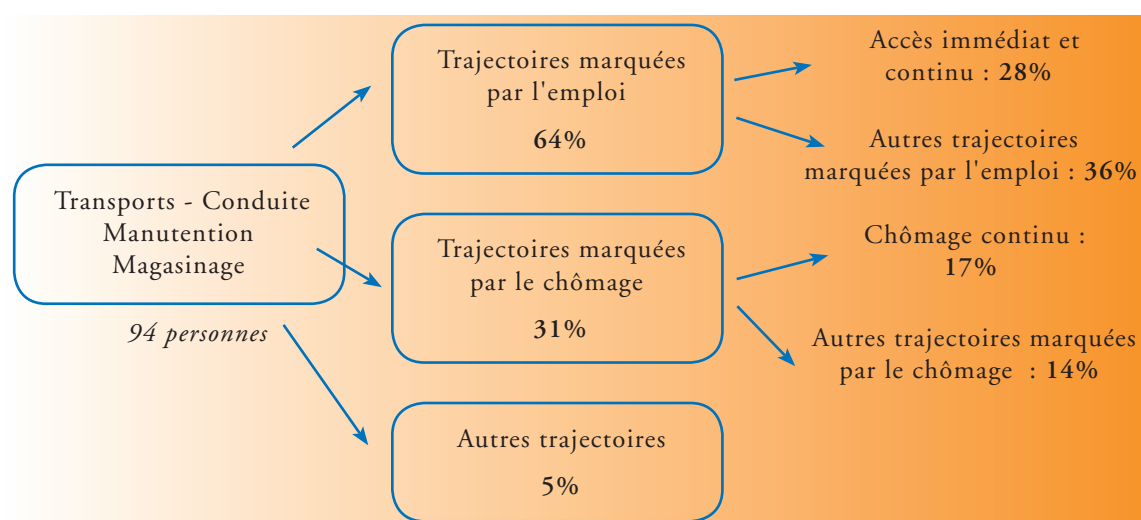 Transports - Conduite
Manutention
Magasinage
94 personnes
Trajectoires marquées
par l'emploi
64%
Accès immédiat et
continu : 28%
Autres trajectoires
marquées par l'emploi : 36%
Trajectoires marquées
par le chômage
31%
Chômage continu :
17%
Autres trajectoires marquées
par le chômage : 14%
Autres trajectoires
5%